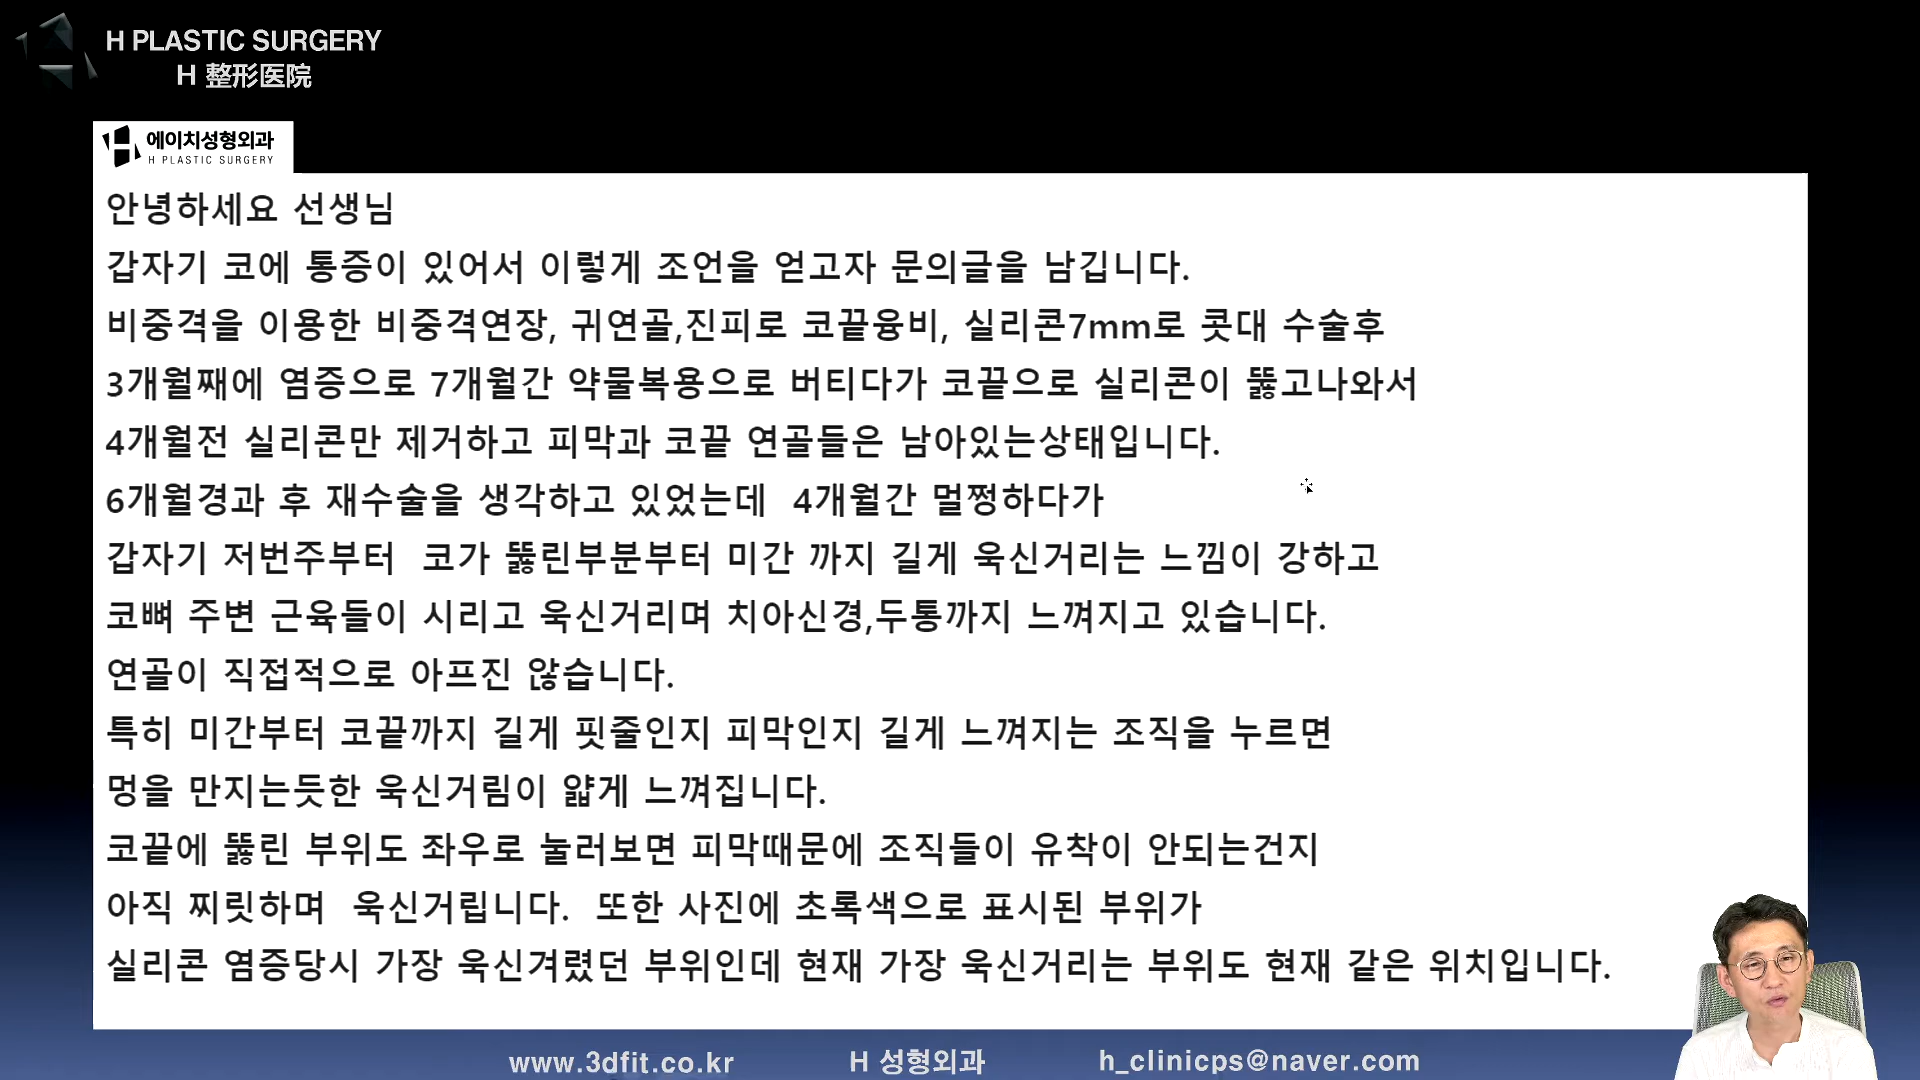 H PLASTIC SURGERY
H 整形医院
에이치성형외과
H PLASTIC SURGERY
안녕하세요 선생님
갑자기 코에 통증이 있어서 이렇게 조언을 얻고자 문의글을 남깁니다.
비중격을 이용한 비중격연장, 귀연골,진피로 코끝융비, 실리콘7mm로 콧대 수술후
3개월째에 염증으로 7개월간 약물복용으로 버티다가 코끝으로 실리콘이 뚫고나와서
4개월전 실리콘만 제거하고 피막과 코끝 연골들은 남아있는상태입니다.
6개월경과 후 재수술을 생각하고 있었는데  4개월간 멀쩡하다가
갑자기 저번주부터  코가 뚫린부분부터 미간 까지 길게 욱신거리는 느낌이 강하고
코뼈 주변 근육들이 시리고 욱신거리며 치아신경,두통까지 느껴지고 있습니다.
연골이 직접적으로 아프진 않습니다.
특히 미간부터 코끝까지 길게 핏줄인지 피막인지 길게 느껴지는 조직을 누르면
멍을 만지는듯한 욱신거림이 얇게 느껴집니다.
코끝에 뚫린 부위도 좌우로 눌러보면 피막때문에 조직들이 유착이 안되는건지
아직 찌릿하며  욱신거립니다.  또한 사진에 초록색으로 표시된 부위가
실리콘 염증당시 가장 욱신겨렸던 부위인데 현재 가장 욱신거리는 부위도 현재 같은 위치입니다.
www.3dfit.co.kr
H 성형외과
h_clinicps@naver.com